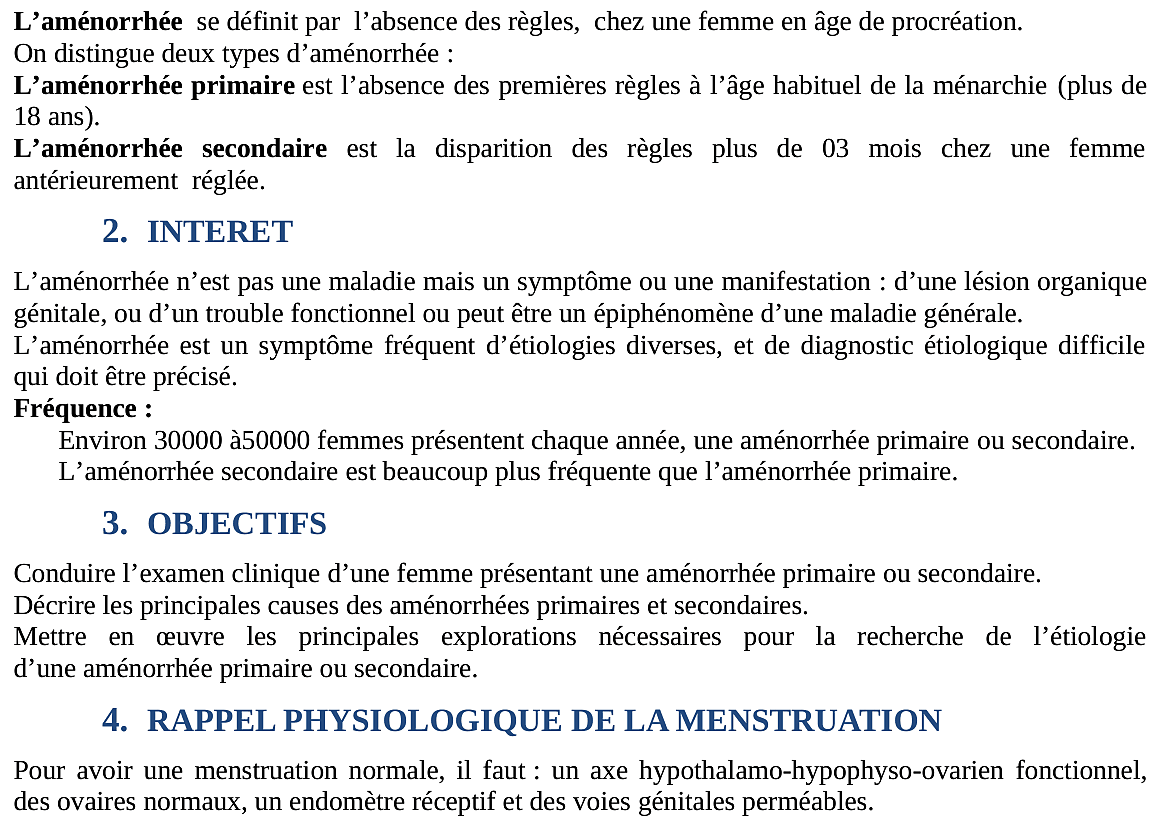 L’aménorrhée se définit par l’absence des règles, chez une femme en âge de procréation.
On distingue deux types d’aménorrhée :
L’aménorrhée primaire est l’absence des premières règles à l’âge habituel de la ménarchie (plus de
18 ans).
L’aménorrhée secondaire est la disparition des règles plus de 03 mois chez une femme
antérieurement réglée.
2. INTERET
L’aménorrhée n’est pas une maladie mais un symptôme ou une manifestation : d’une lésion organique
génitale, ou d’un trouble fonctionnel ou peut être un épiphénomène d’une maladie générale.
L’aménorrhée est un symptôme fréquent d’étiologies diverses, et de diagnostic étiologique difficile
qui doit être précisé.
Fréquence :
Environ 30000 à50000 femmes présentent chaque année, une aménorrhée primaire ou secondaire.
L’aménorrhée secondaire est beaucoup plus fréquente que l’aménorrhée primaire.
3. OBJECTIFS
Conduire l’examen clinique d’une femme présentant une aménorrhée primaire ou secondaire.
Décrire les principales causes des aménorrhées primaires et secondaires.
Mettre en œuvre les principales explorations nécessaires pour la recherche de l’étiologie
d’une aménorrhée primaire ou secondaire.
4. RAPPEL PHYSIOLOGIQUE DE LA MENSTRUATION
Pour avoir une menstruation normale, il faut : un axe hypothalamo-hypophyso-ovarien fonctionnel,
des ovaires normaux, un endomètre réceptif et des voies génitales perméables.